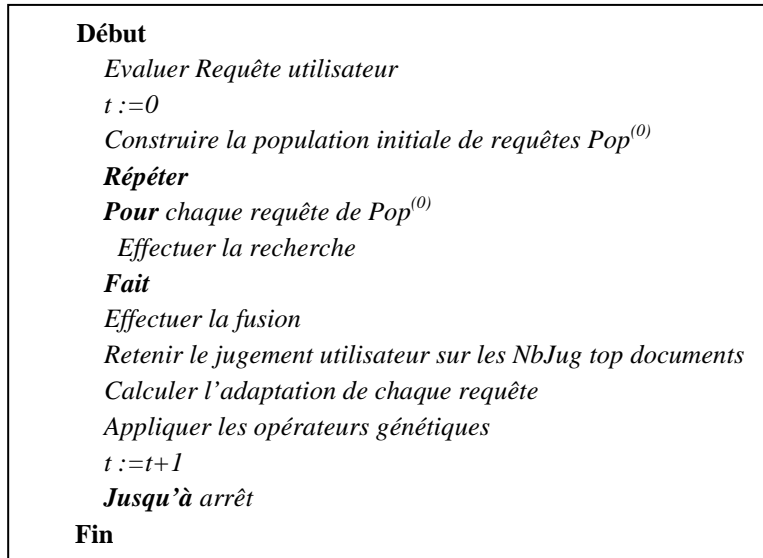 Début
Evaluer Requête utilisateur
t :=0
Construire la population initiale de requêtes Pop(0)
Répéter
Pour chaque requête de Pop(0)
Effectuer la recherche
Fait
Effectuer la fusion
Retenir le jugement utilisateur sur les NbJug top documents
Calculer l’adaptation de chaque requête
Appliquer les opérateurs génétiques
t :=t+1
Jusqu’à arrêt
Fin